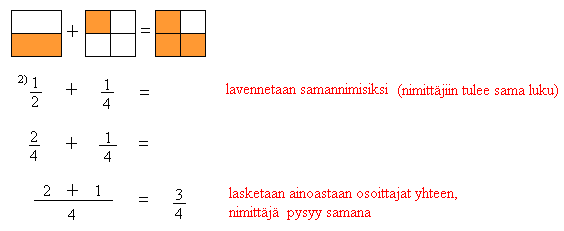 + =
2) 1/2 + 1/4 = lavennetaan samannimisiksi (nimittäjiin tulee sama luku)
2/4 + 1/4 =
2 + 1 / 4 = 3/4 lasketaan ainoastaan osoittajat yhteen,
nimittäjä pysyy samana